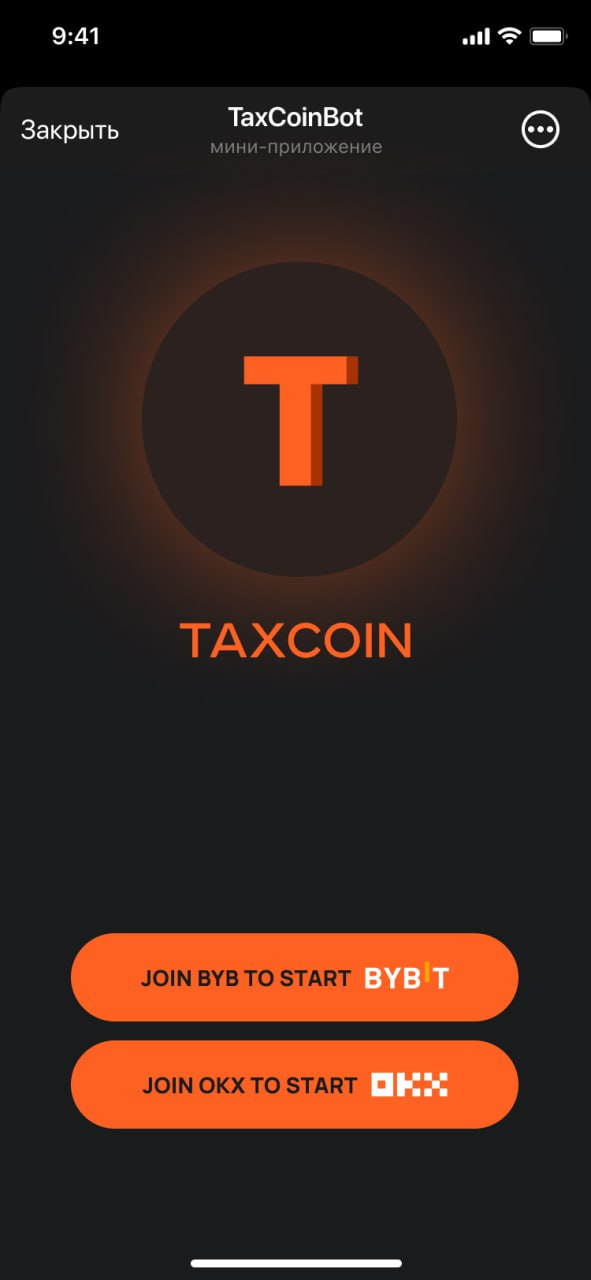 9:41
Закрыть
TaxCoinBot
мини-приложение
T
TAXCOIN
JOIN BYB TO START BYBIT
JOIN OKX TO START OKX